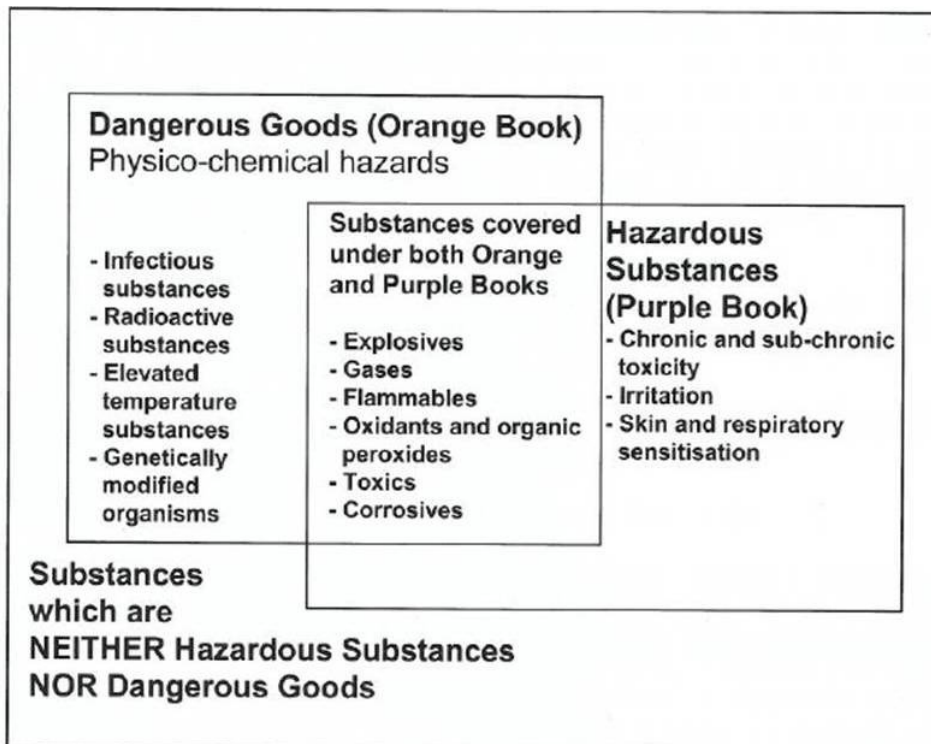 Dangerous Goods (Orange Book)
Physico-chemical hazards
- Infectious
substances
- Radioactive
substances
- Elevated
temperature
substances
- Genetically
modified
organisms
Substances covered
under both Orange
and Purple Books
- Explosives
- Gases
- Flammables
- Oxidants and organic
peroxides
- Toxics
- Corrosives
Hazardous
Substances
(Purple Book)
- Chronic and sub-chronic
toxicity
- Irritation
- Skin and respiratory
sensitisation
Substances
which are
NEITHER Hazardous Substances
NOR Dangerous Goods